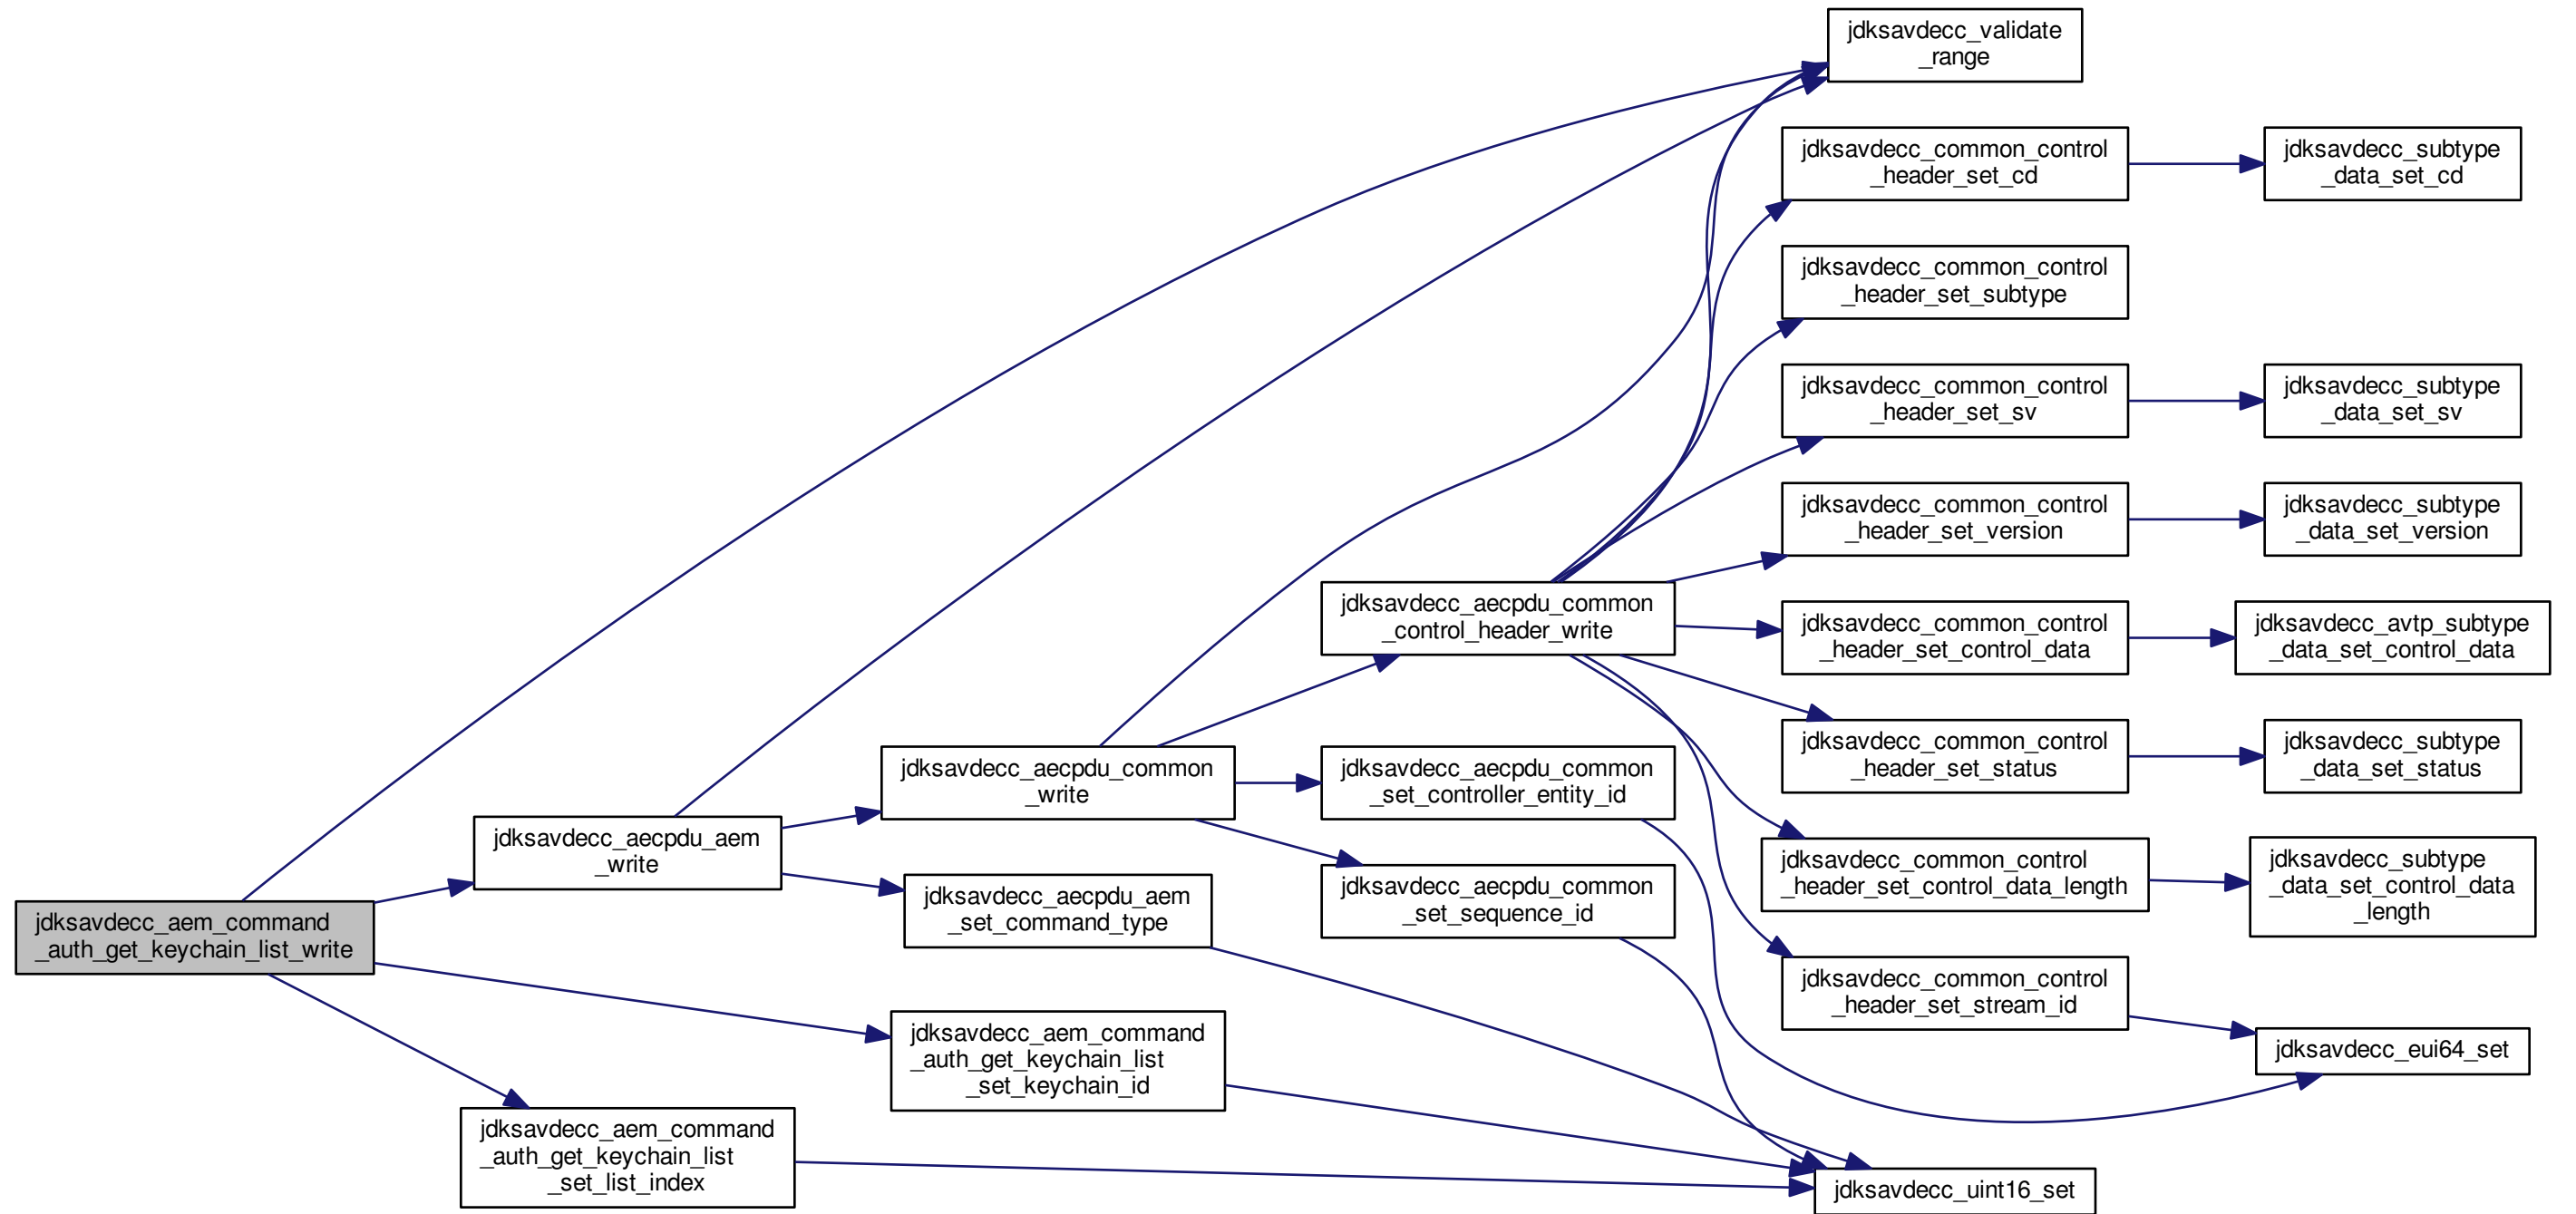 jdksavdecc_aem_command
_auth_get_keychain_list_write
jdksavdecc_aecpdu_aem
_write
jdksavdecc_aem_command
_auth_get_keychain_list
_set_list_index
jdksavdecc_aecpdu_common
_write
jdksavdecc_aecpdu_aem
_set_command_type
jdksavdecc_aem_command
_auth_get_keychain_list
_set_keychain_id
jdksavdecc_aecpdu_common
_control_header_write
jdksavdecc_aecpdu_common
_set_controller_entity_id
jdksavdecc_aecpdu_common
_set_sequence_id
jdksavdecc_validate
_range
jdksavdecc_common_control
_header_set_cd
jdksavdecc_common_control
_header_set_subtype
jdksavdecc_common_control
_header_set_sv
jdksavdecc_common_control
_header_set_version
jdksavdecc_common_control
_header_set_control_data
jdksavdecc_common_control
_header_set_status
jdksavdecc_common_control
_header_set_control_data_length
jdksavdecc_common_control
_header_set_stream_id
jdksavdecc_uint16_set
jdksavdecc_subtype
_data_set_cd
jdksavdecc_subtype
_data_set_sv
jdksavdecc_subtype
_data_set_version
jdksavdecc_avtp_subtype
_data_set_control_data
jdksavdecc_subtype
_data_set_status
jdksavdecc_subtype
_data_set_control_data
_length
jdksavdecc_eui64_set